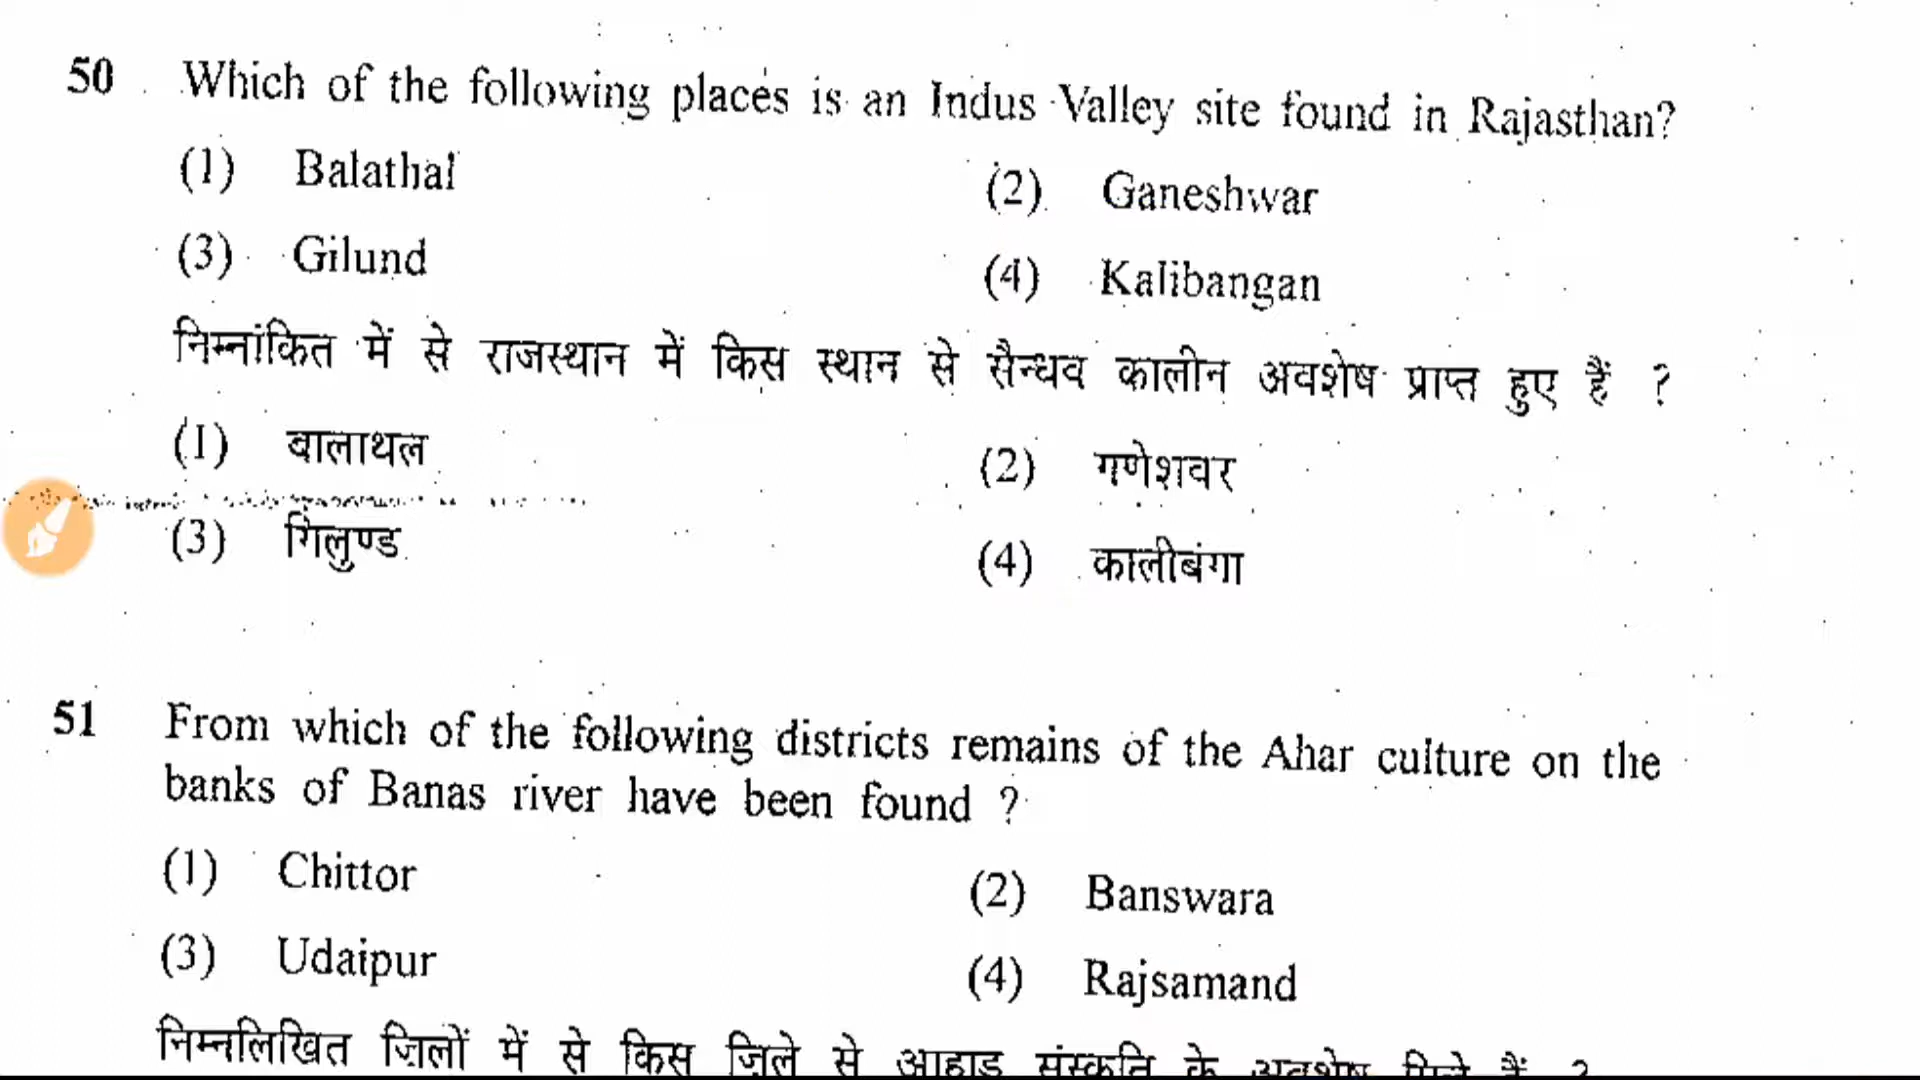 50 Which of the following places is an Indus Valley site found in Rajasthan?
(1) Balathal
(2) Ganeshwar
(3) Gilund
(4) Kalibangan
निम्नांकित में से राजस्थान में किस स्थान से सैन्धव कालीन अवशेष प्राप्त हुए हैं ?
(1) बालाथल
(2) गणेशवर
(3) गिलुण्ड
(4) कालीबंगा
51 From which of the following districts remains of the Ahar culture on the
banks of Banas river have been found ?
(1) Chittor
(2) Banswara
(3) Udaipur
(4) Rajsamand
निम्नलिखित ज़िलों में से किस ज़िले से आहाड़ संस्कृति के अवशेष मिले हैं ?